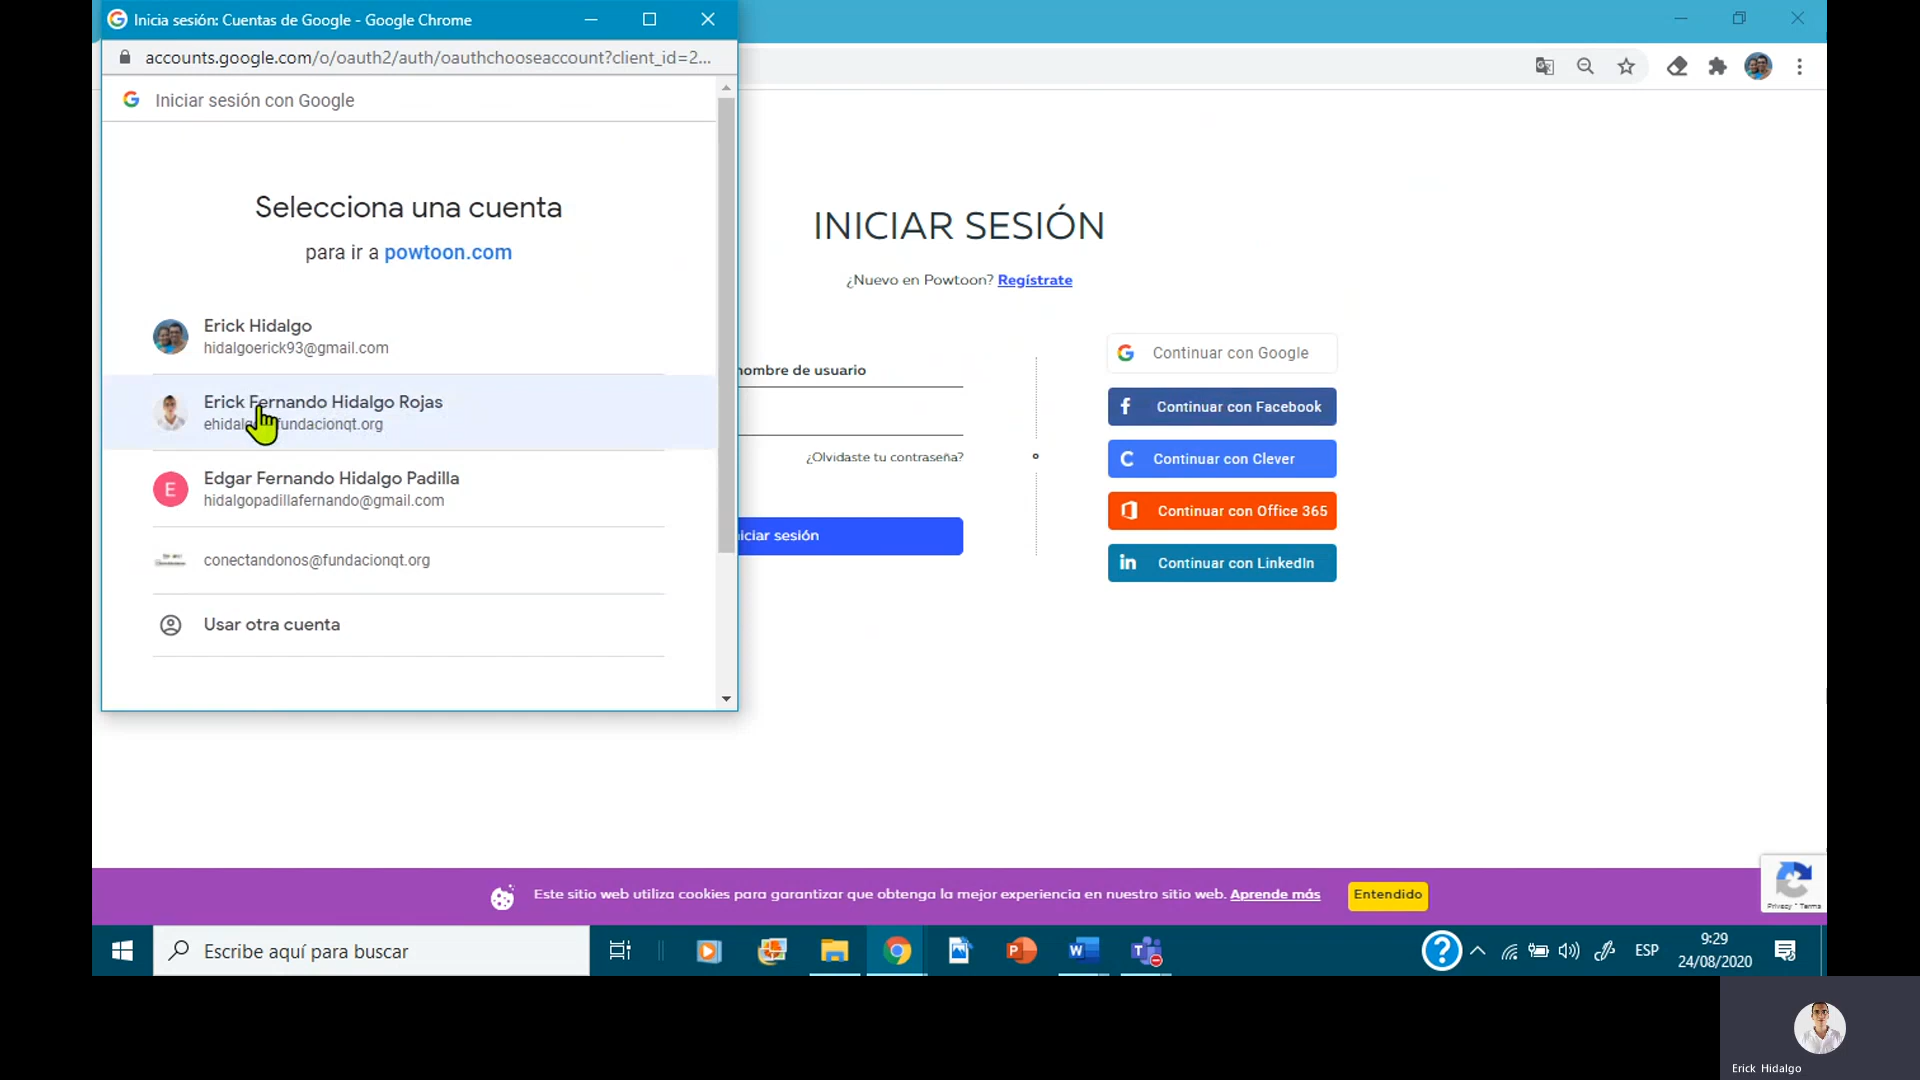 Inicia sesión: Cuentas de Google - Google Chrome
accounts.google.com/o/oauth2/auth/oauthchooseaccount?client_id=2...
Iniciar sesión con Google
Selecciona una cuenta
para ir a powtoon.com
Erick Hidalgo
hidalgoerick93@gmail.com
Erick Fernando Hidalgo Rojas
fundacionqt.org
E
Edgar Fernando Hidalgo Padilla
hidalgopadillafernando@gmail.com
conectandonos@fundacionqt.org
Usar otra cuenta
INICIAR SESIÓN
¿Nuevo en Powtoon? Regístrate
nombre de usuario
¿Olvidaste tu contraseña?
iciar sesión
o
Continuar con Google
Continuar con Facebook
Continuar con Clever
Continuar con Office 365
Continuar con LinkedIn
Este sitio web utiliza cookies para garantizar que obtenga la mejor experiencia en nuestro sitio web. Aprende más
Entendido
Privacy - Terms
Escribe aquí para buscar
ESP
9:29
24/08/2020
Erick Hidalgo